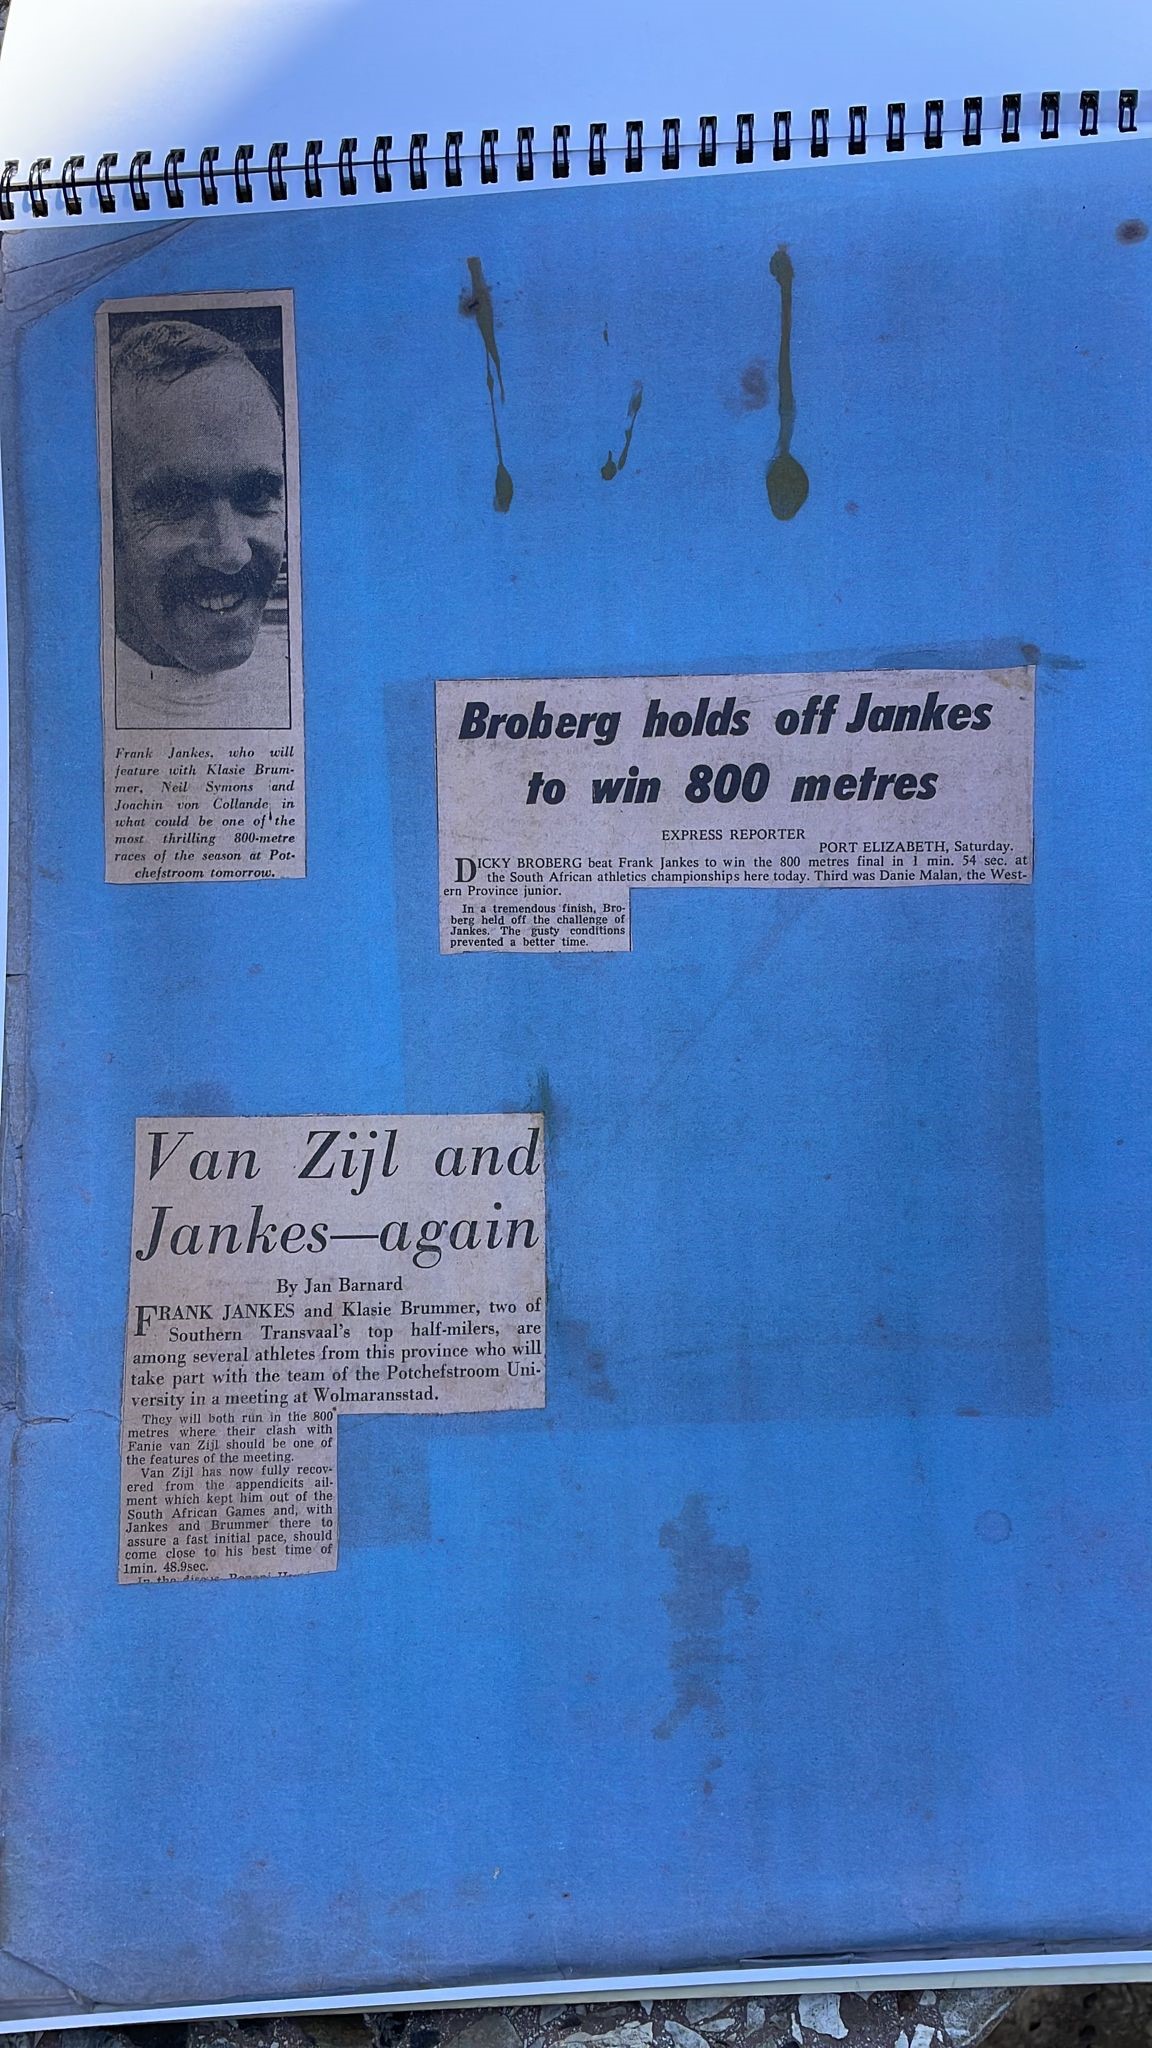 Frank Jankes, who will
feature with Klasie Brum-
mer, Neil Symons and
Joachin von Collande in
what could be one of the
most thrilling 800-metre
races of the season at Pot-
chefstroom tomorrow.
Broberg holds off Jankes
to win 800 metres
EXPRESS REPORTER
PORT ELIZABETH, Saturday.
DICKY BROBERG beat Frank Jankes to win the 800 metres final in 1 min. 54 sec. at
the South African athletics championships here today. Third was Danie Malan, the West-
ern Province junior.
In a tremendous finish, Bro-
berg held off the challenge of
Jankes. The gusty conditions
prevented a better time.
Van Zijl and
Jankes—again
By Jan Barnard
FRANK JANKES and Klasie Brummer, two of
Southern Transvaal's top half-milers, are
among several athletes from this province who will
take part with the team of the Potchefstroom Uni-
versity in a meeting at Wolmaransstad.
They will both run in the 800
metres where their clash with
Fanie van Zijl should be one of
the features of the meeting.
Van Zijl has now fully recov-
ered from the appendicits ail-
ment which kept him out of the
South African Games and, with
Jankes and Brummer there to
assure a fast initial pace, should
come close to his best time of
1min. 48.9sec.
In the discus,